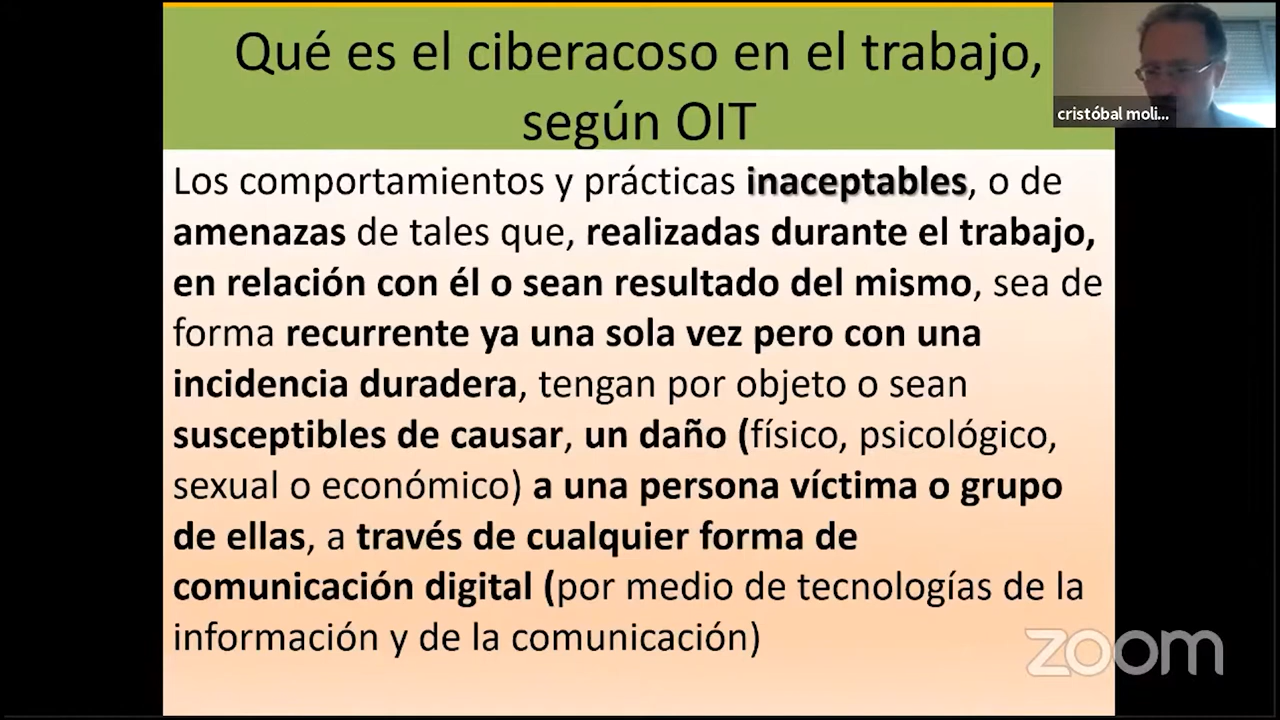 Qué es el ciberacoso en el trabajo,
según OIT
cristóbal moli...
Los comportamientos y prácticas inaceptables, o de
amenazas de tales que, realizadas durante el trabajo,
en relación con él o sean resultado del mismo, sea de
forma recurrente ya una sola vez pero con una
incidencia duradera, tengan por objeto o sean
susceptibles de causar, un daño (físico, psicológico,
sexual o económico) a una persona víctima o grupo
de ellas, a través de cualquier forma de
comunicación digital (por medio de tecnologías de la
información y de la comunicación)
zoom